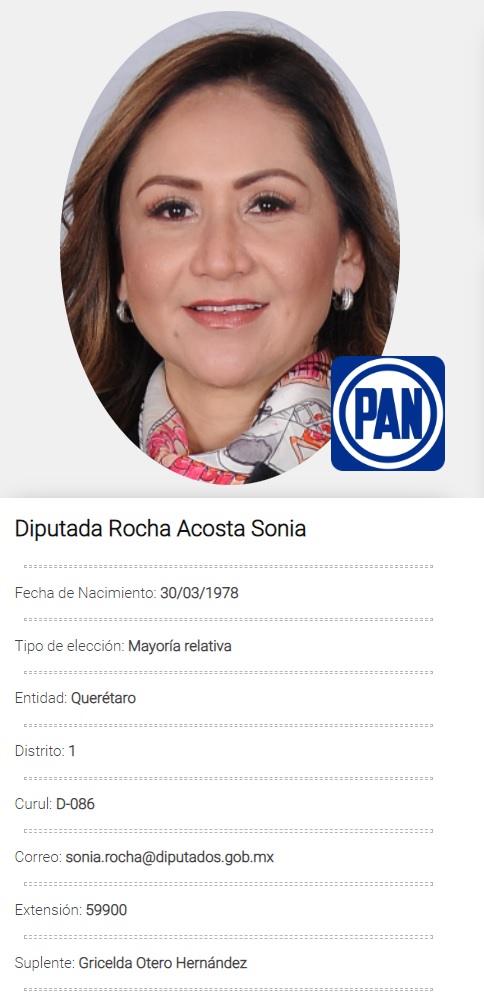 PAN
Diputada Rocha Acosta Sonia
Fecha de Nacimiento: 30/03/1978
Tipo de elección: Mayoría relativa
Entidad: Querétaro
Distrito: 1
Curul: D-086
Correo: sonia.rocha@diputados.gob.mx
Extensión: 59900
Suplente: Gricelda Otero Hernández